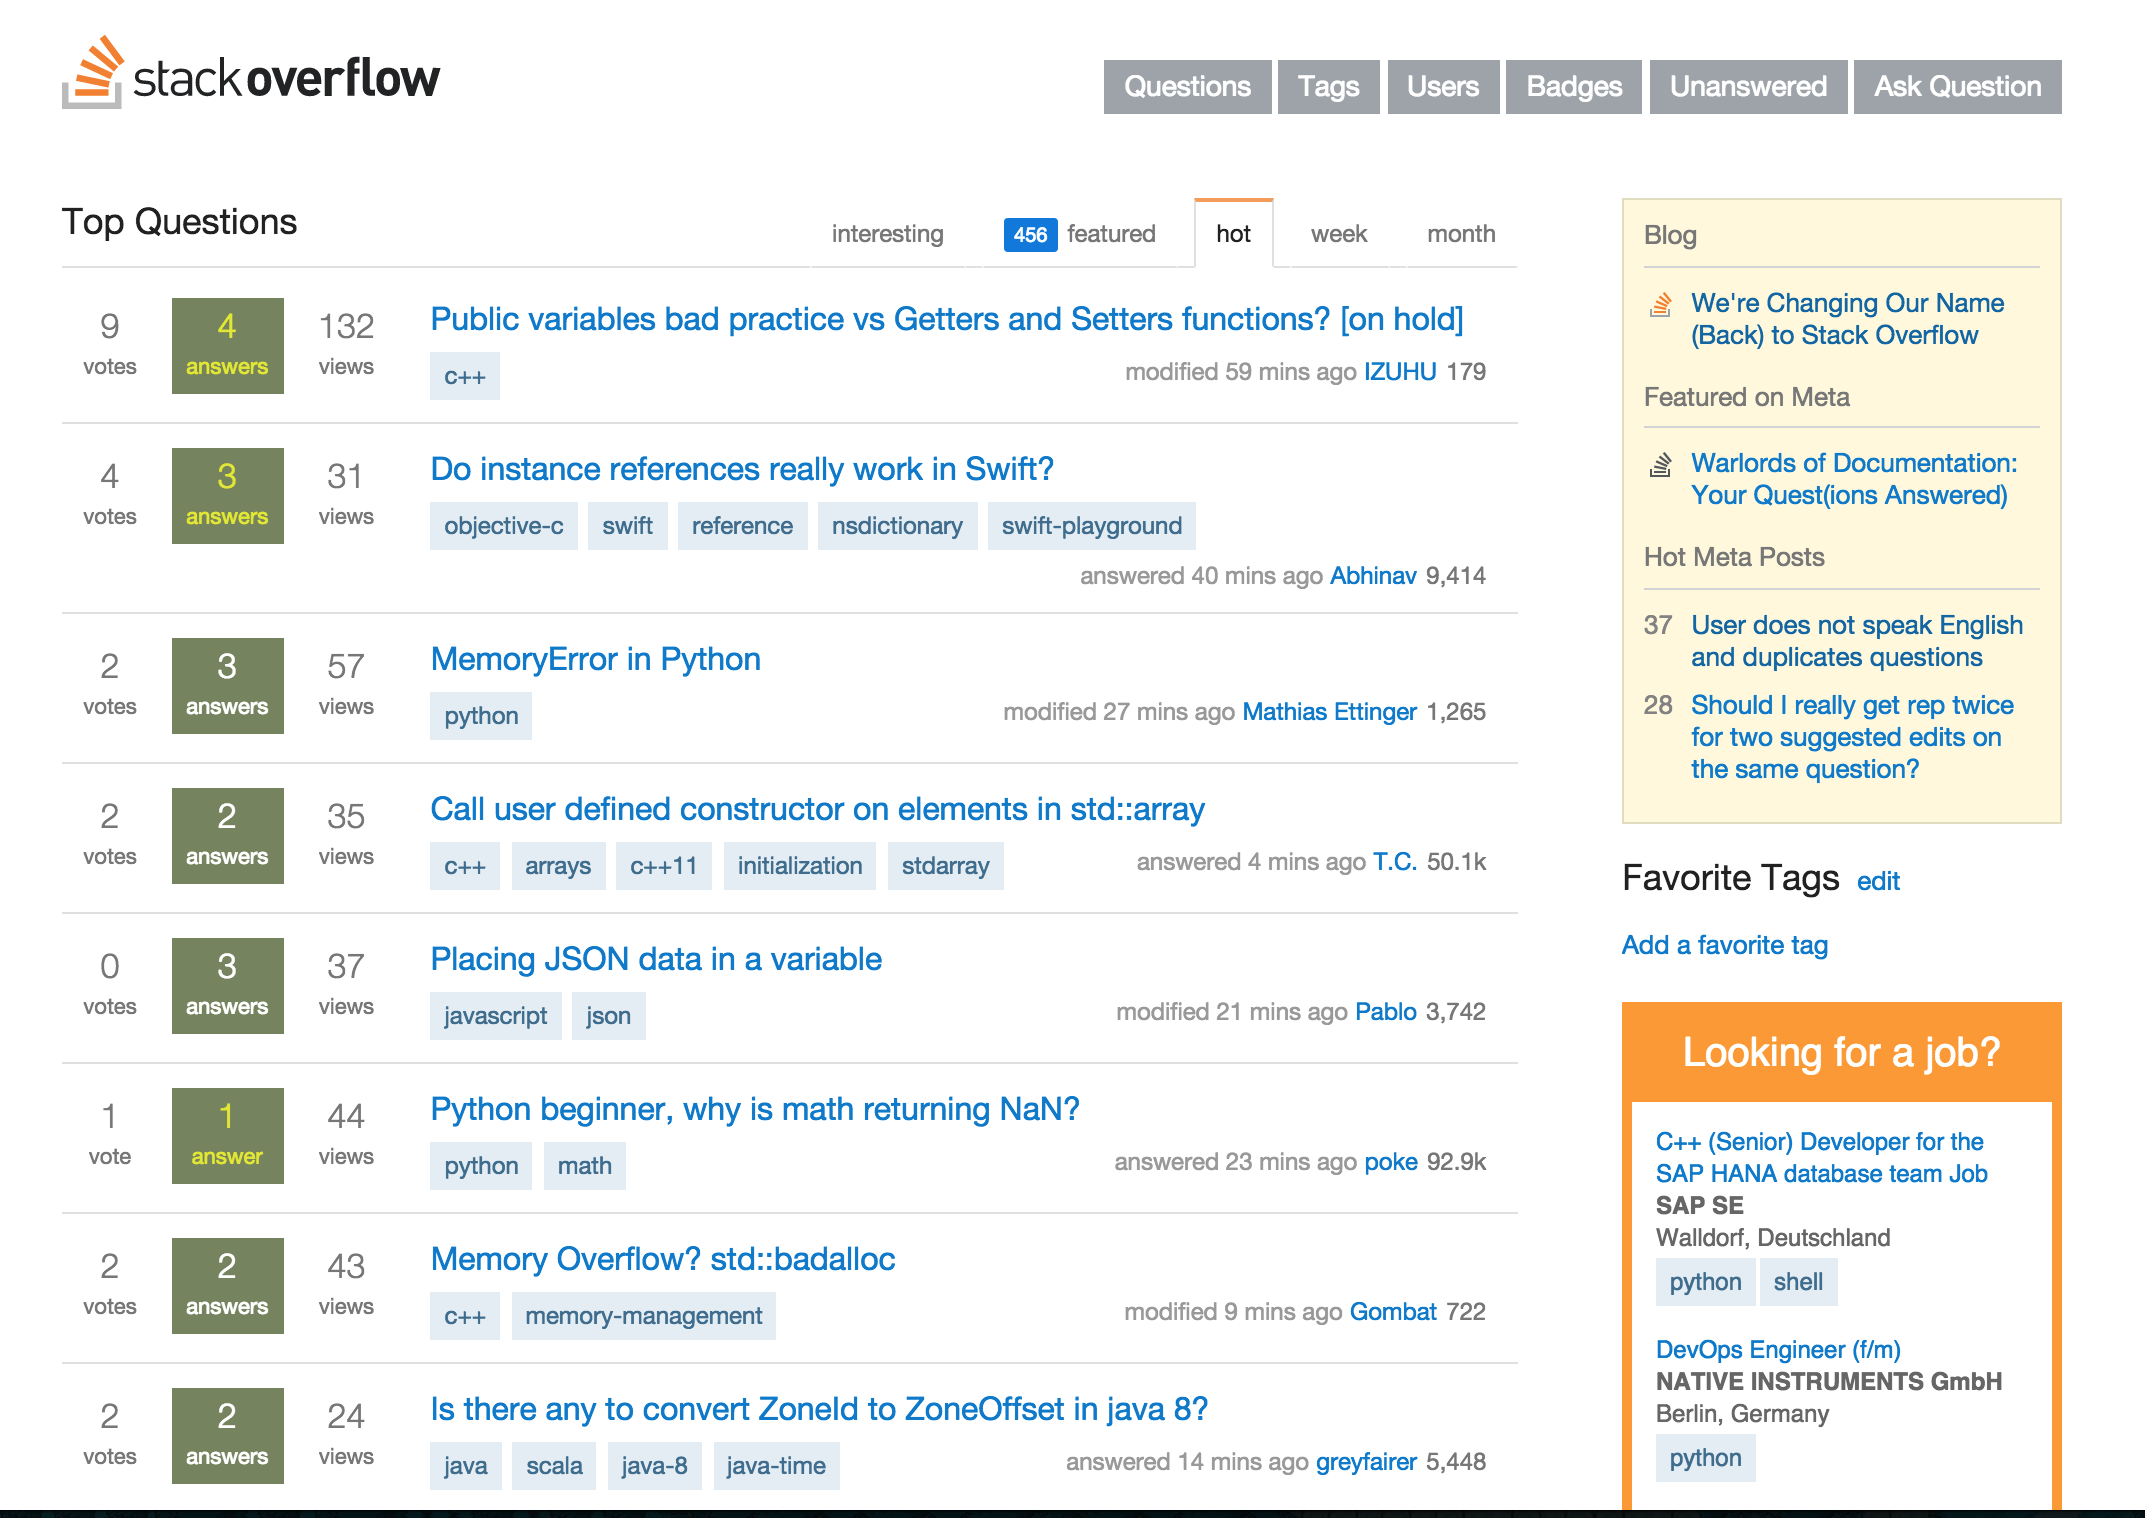 stackoverflow
Questions Tags Users Badges Unanswered Ask Question
Top Questions
interesting 456 featured hot week month
9 votes 4 answers 132 views
Public variables bad practice vs Getters and Setters functions? [on hold]
c++
modified 59 mins ago IZUHU 179
4 votes 3 answers 31 views
Do instance references really work in Swift?
objective-c swift reference nsdictionary swift-playground
answered 40 mins ago Abhinav 9,414
2 votes 3 answers 57 views
MemoryError in Python
python
modified 27 mins ago Mathias Ettinger 1,265
2 votes 2 answers 35 views
Call user defined constructor on elements in std::array
c++ arrays c++11 initialization stdarray
answered 4 mins ago T.C. 50.1k
0 votes 3 answers 37 views
Placing JSON data in a variable
javascript json
modified 21 mins ago Pablo 3,742
1 vote 1 answer 44 views
Python beginner, why is math returning NaN?
python math
answered 23 mins ago poke 92.9k
2 votes 2 answers 43 views
Memory Overflow? std::badalloc
c++ memory-management
modified 9 mins ago Gombat 722
2 votes 2 answers 24 views
Is there any to convert ZoneId to ZoneOffset in java 8?
java scala java-8 java-time
answered 14 mins ago greyfairer 5,448
Blog
We're Changing Our Name
(Back) to Stack Overflow
Featured on Meta
Warlords of Documentation:
Your Quest(ions Answered)
Hot Meta Posts
37 User does not speak English
and duplicates questions
28 Should I really get rep twice
for two suggested edits on
the same question?
Favorite Tags edit
Add a favorite tag
Looking for a job?
C++ (Senior) Developer for the
SAP HANA database team Job
SAP SE
Walldorf, Deutschland
python shell
DevOps Engineer (f/m)
NATIVE INSTRUMENTS GmbH
Berlin, Germany
python